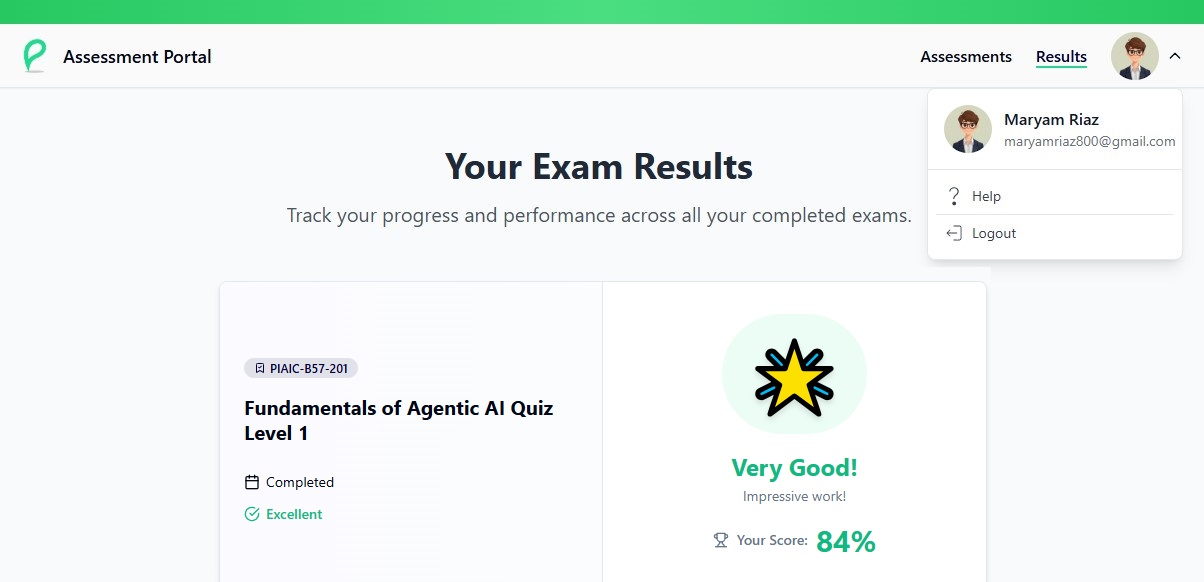 Assessment Portal
Assessments
Results
Maryam Riaz
maryamriaz800@gmail.com
Help
Logout
Your Exam Results
Track your progress and performance across all your completed exams.
PIAIC-B57-201
Fundamentals of Agentic AI Quiz
Level 1
Completed
Excellent
Very Good!
Impressive work!
Your Score: 84%